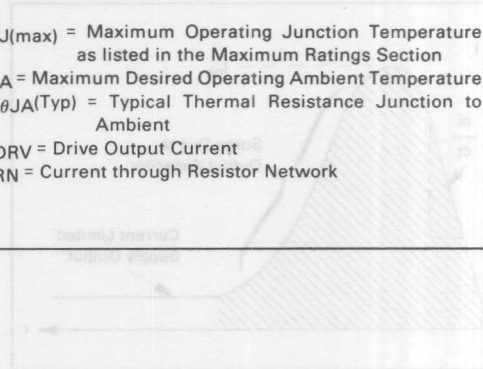 J(max) = Maximum Operating Junction Temperature
as listed in the Maximum Ratings Section
A = Maximum Desired Operating Ambient Temperature
θJA(Typ) = Typical Thermal Resistance Junction to
Ambient
DRV = Drive Output Current
RN = Current through Resistor Network
Current Limited
Supply Output